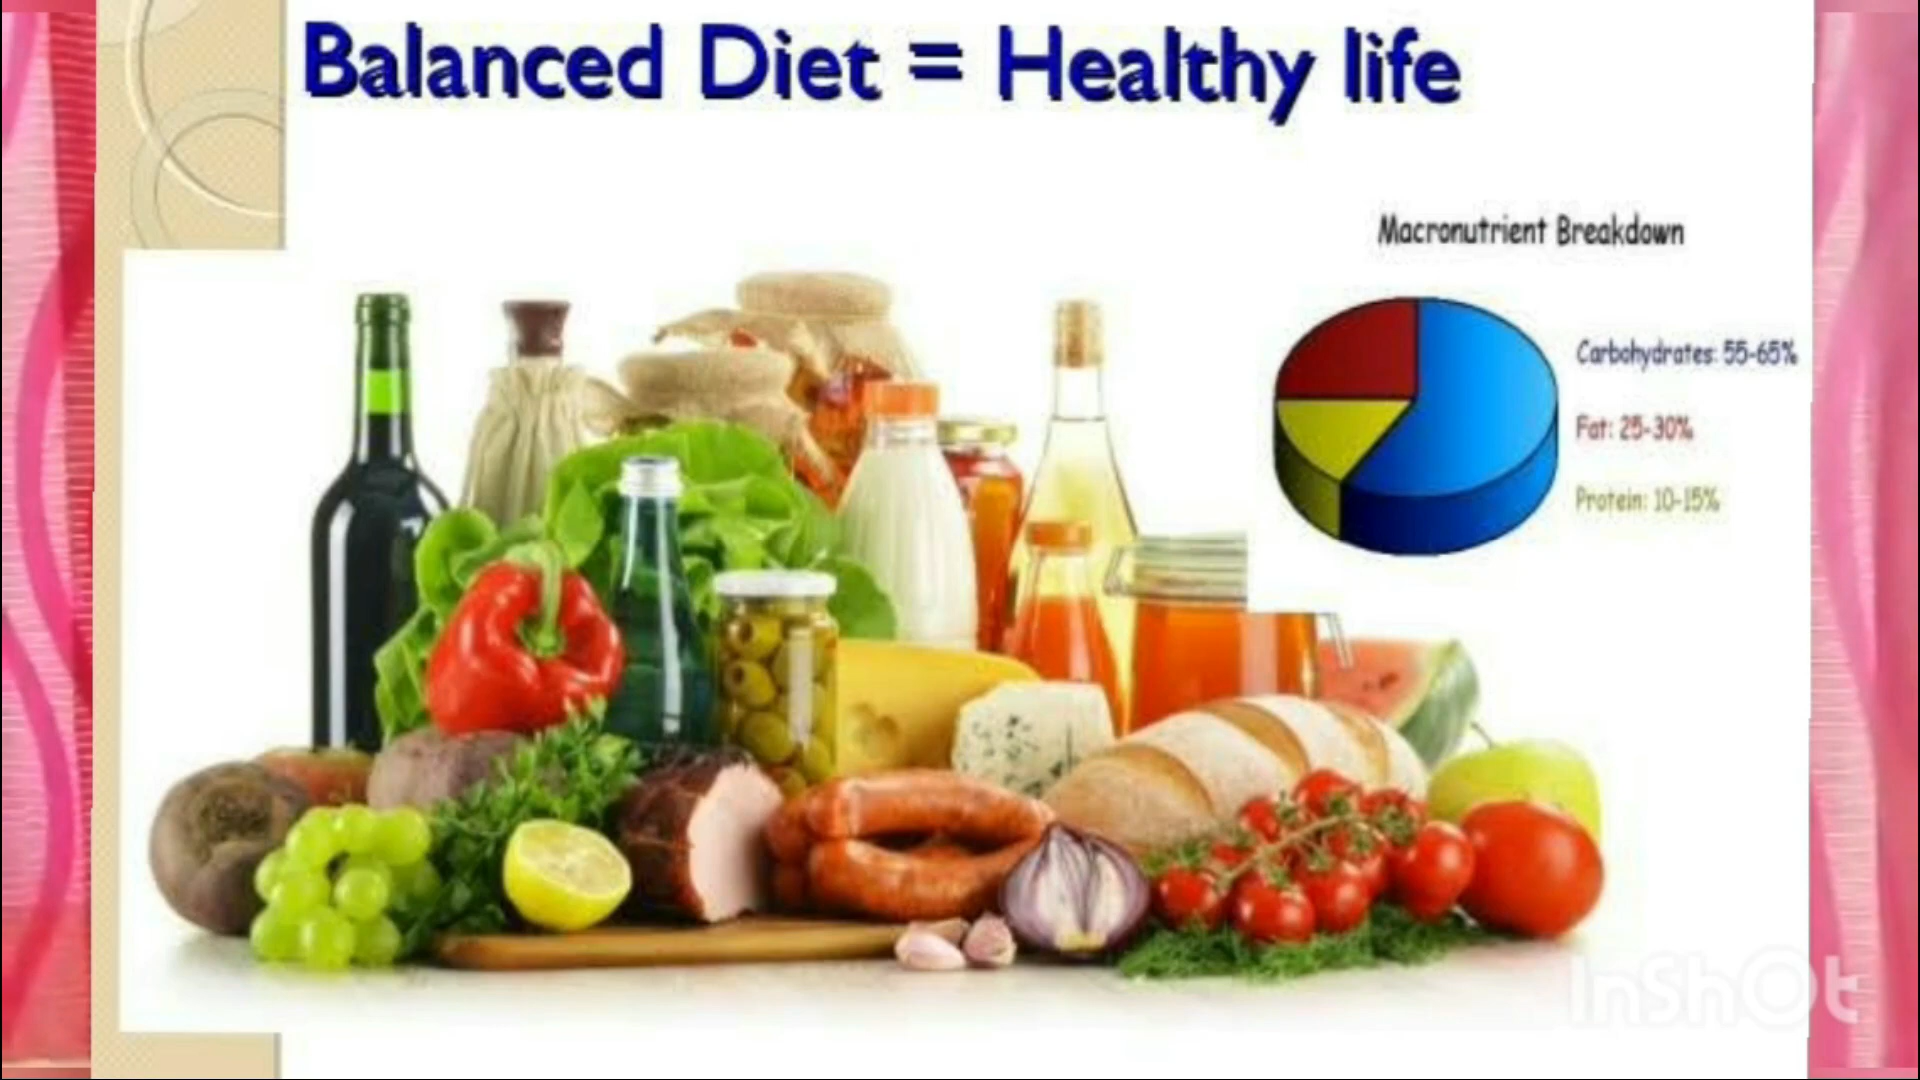 Balanced Diet = Healthy life
Macronutrient Breakdown
Carbohydrates: 55-65%
Fat: 25-30%
Protein: 10-15%
InShOt